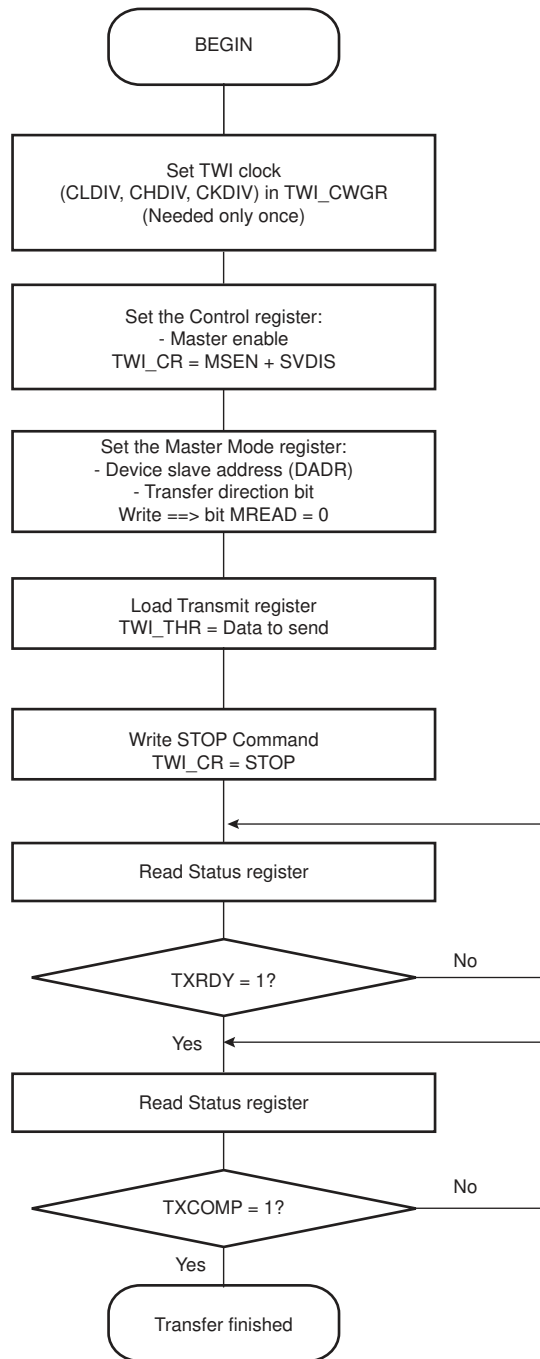 BEGIN
Set TWI clock
(CLDIV, CHDIV, CKDIV) in TWI_CWGR
(Needed only once)
Set the Control register:
- Master enable
TWI_CR = MSEN + SVDIS
Set the Master Mode register:
- Device slave address (DADR)
- Transfer direction bit
Write ==> bit MREAD = 0
Load Transmit register
TWI_THR = Data to send
Write STOP Command
TWI_CR = STOP
Read Status register
TXRDY = 1?
No
Yes
Read Status register
TXCOMP = 1?
No
Yes
Transfer finished